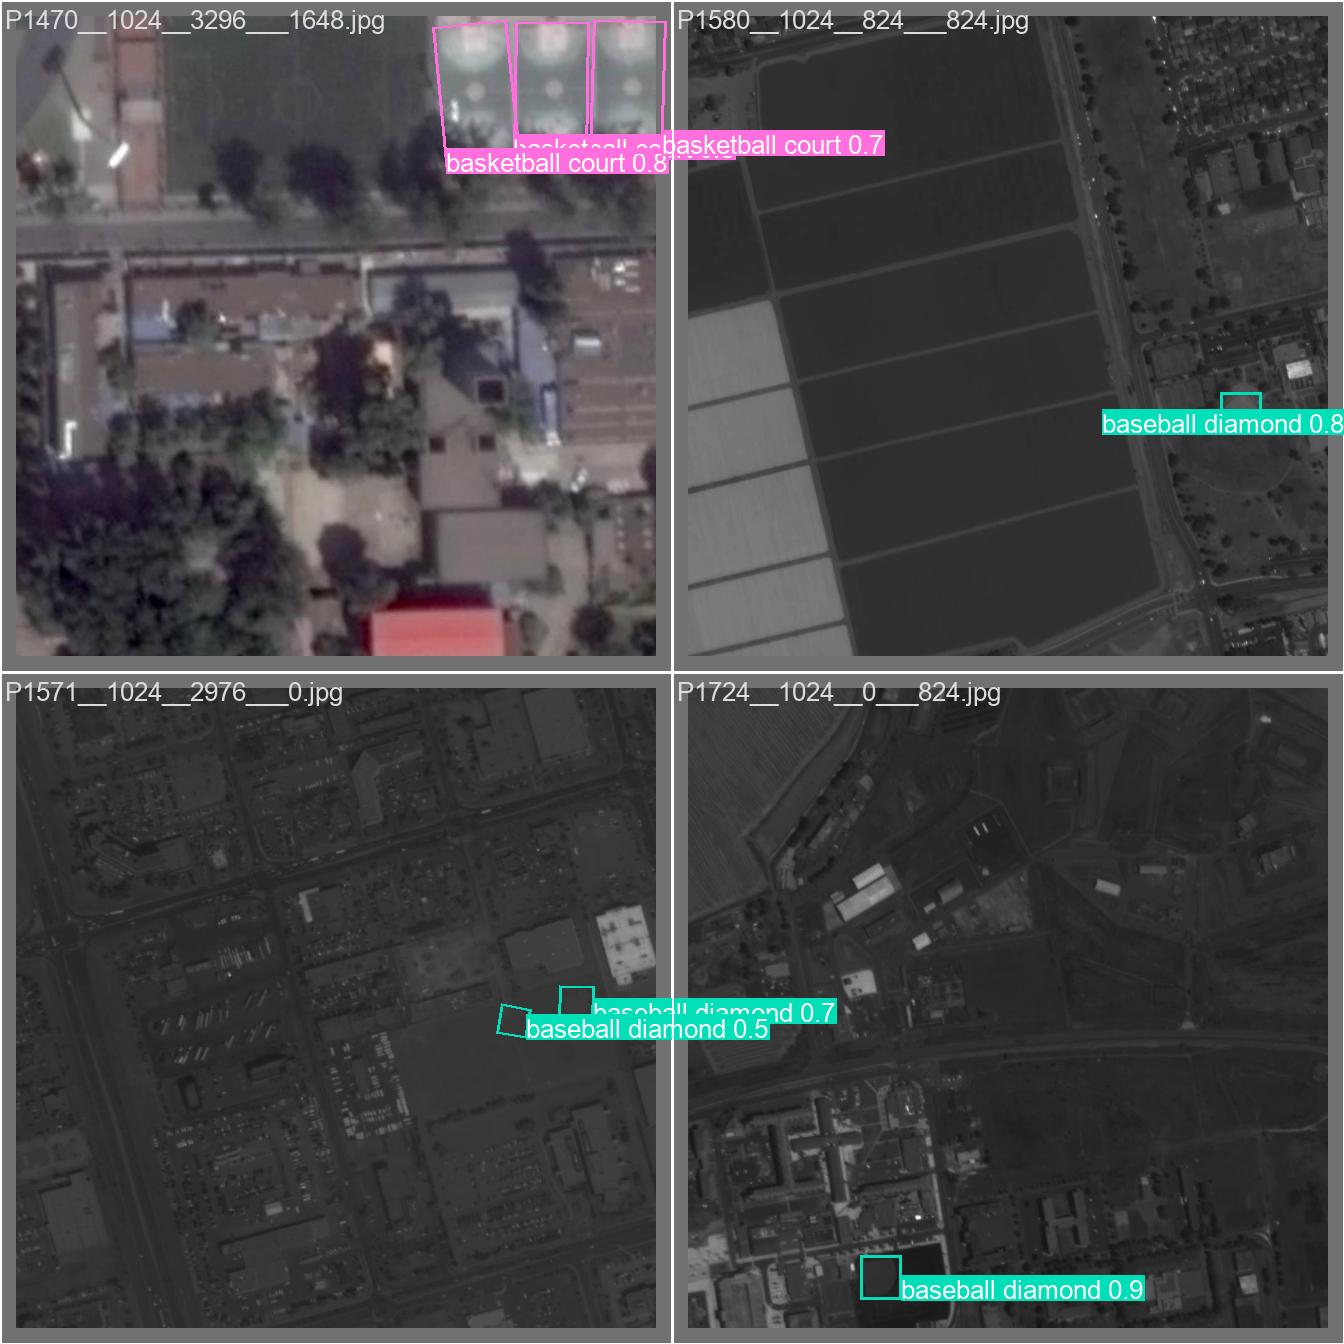 P1470__1024__3296___1648.jpg
P1580__1024__824___824.jpg
basketball court 0.7
basketball court 0.8
baseball diamond 0.8
P1571__1024__2976___0.jpg
P1724__1024__0___824.jpg
baseball diamond 0.7
baseball diamond 0.5
baseball diamond 0.9